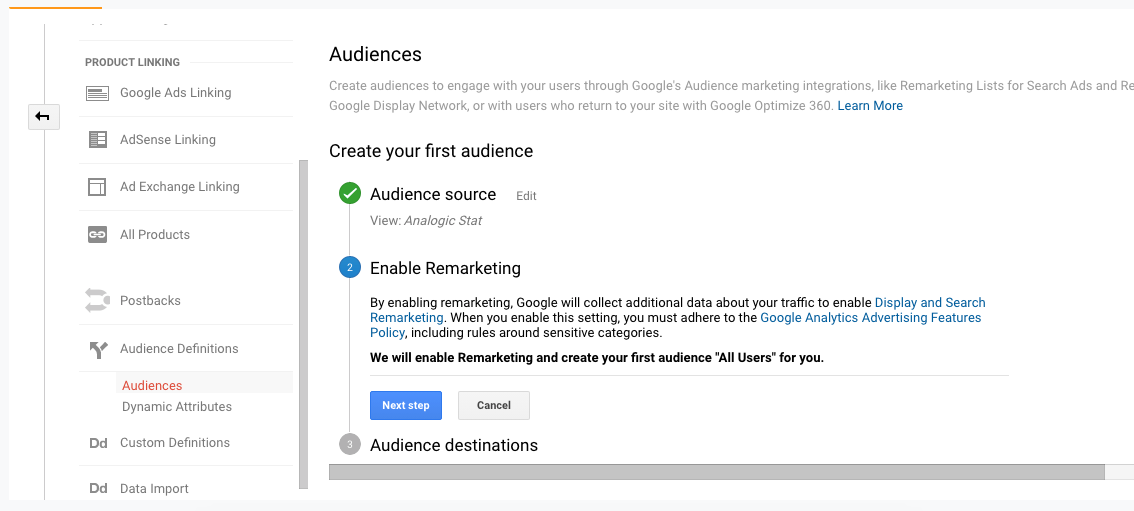 PRODUCT LINKING
Google Ads Linking
AdSense Linking
Ad Exchange Linking
All Products
Postbacks
Audience Definitions
Audiences
Dynamic Attributes
Dd Custom Definitions
Dd Data Import
Audiences
Create audiences to engage with your users through Google's Audience marketing integrations, like Remarketing Lists for Search Ads and Re
Google Display Network, or with users who return to your site with Google Optimize 360. Learn More
Create your first audience
Audience source Edit
View: Analogic Stat
2 Enable Remarketing
By enabling remarketing, Google will collect additional data about your traffic to enable Display and Search
Remarketing. When you enable this setting, you must adhere to the Google Analytics Advertising Features
Policy, including rules around sensitive categories.
We will enable Remarketing and create your first audience "All Users" for you.
Next step Cancel
3 Audience destinations